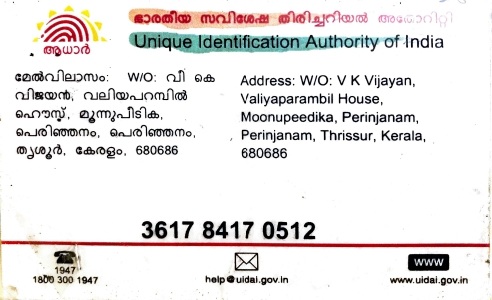 ഭാരതീയ സവിശേഷ തിരിച്ചറിയൽ അതോറിറ്റി
Unique Identification Authority of India
ആധാർ
മേൽവിലാസം: W/O: വി കെ
വിജയൻ, വലിയപറമ്പിൽ
ഹൌസ്, മൂന്നുപീടിക,
പെരിഞ്ഞനം, പെരിഞ്ഞനം,
തൃശൂർ, കേരളം, 680686
Address: W/O: V K Vijayan,
Valiyaparambil House,
Moonupeedika, Perinjanam,
Perinjanam, Thrissur, Kerala,
680686
3617 8417 0512
1947
1800 300 1947
help@uidai.gov.in
www
www.uidai.gov.in